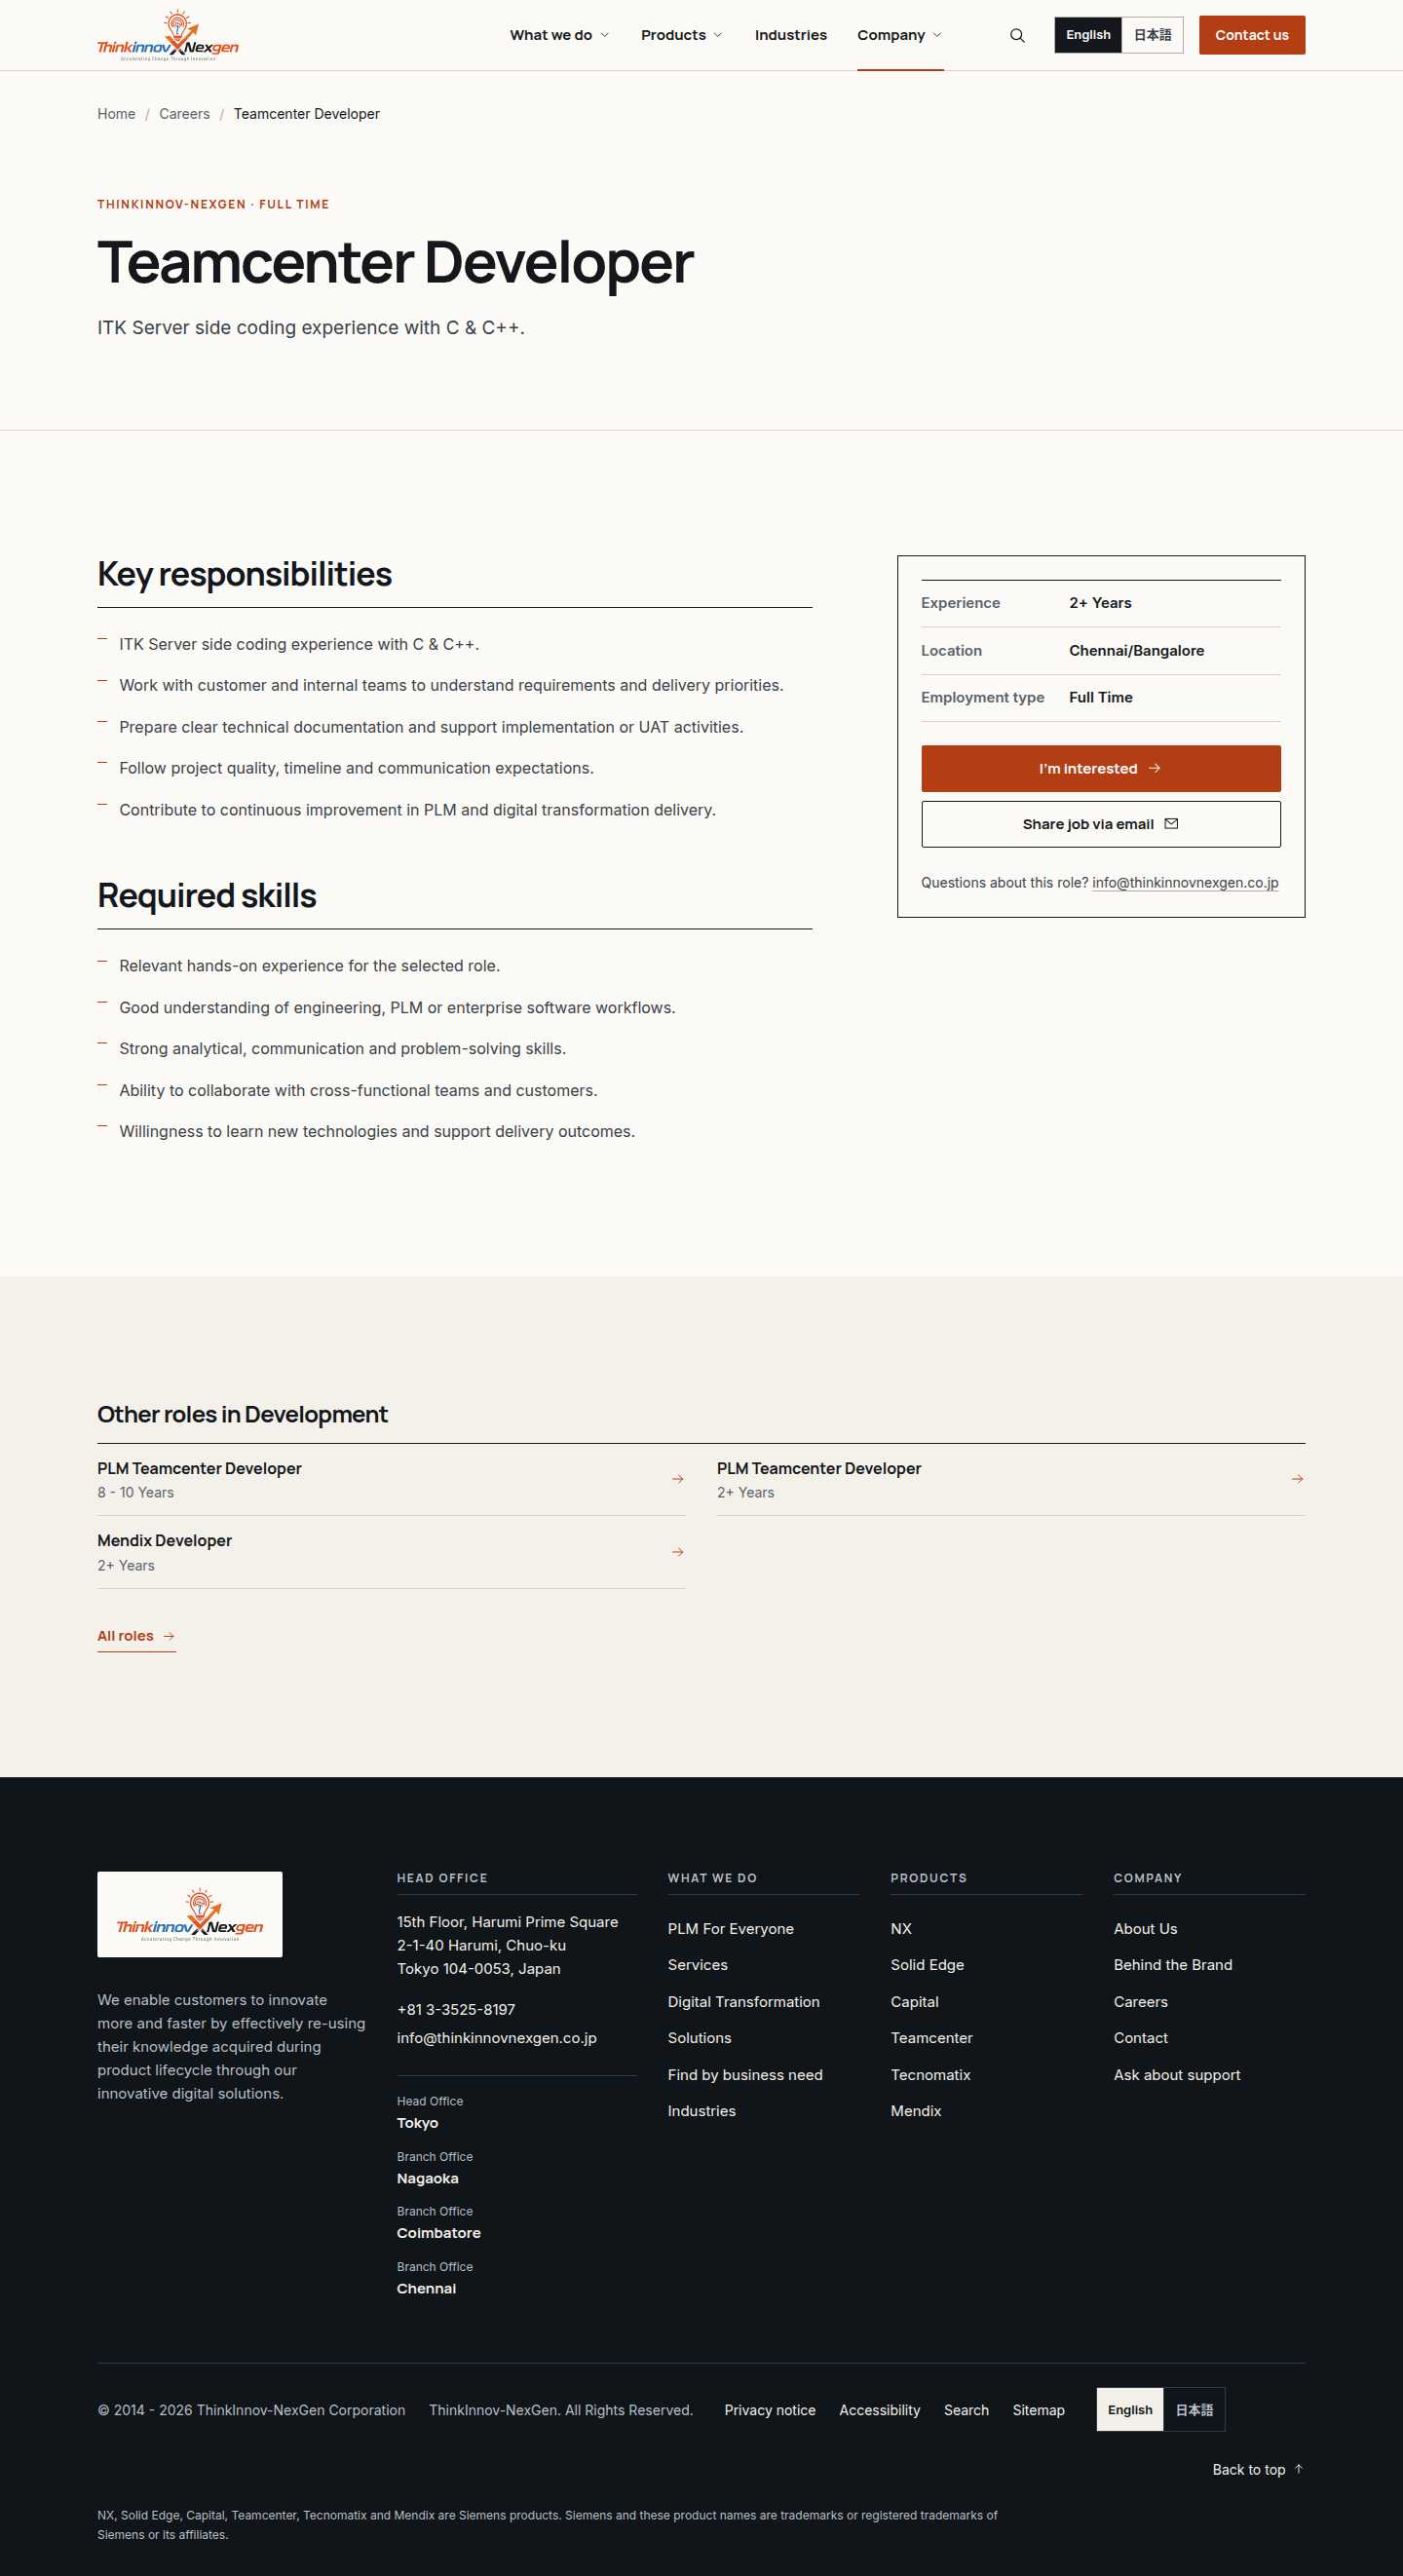 ThinkinnovXNexgen
Accelerating Change Through Innovation
What we do
Products
Industries
Company
English
日本語
Contact us
Home / Careers / Teamcenter Developer
THINKINNOV-NEXGEN · FULL TIME
Teamcenter Developer
ITK Server side coding experience with C & C++.
Key responsibilities
ITK Server side coding experience with C & C++.
Work with customer and internal teams to understand requirements and delivery priorities.
Prepare clear technical documentation and support implementation or UAT activities.
Follow project quality, timeline and communication expectations.
Contribute to continuous improvement in PLM and digital transformation delivery.
Experience 2+ Years
Location Chennai/Bangalore
Employment type Full Time
I'm interested →
Share job via email
Questions about this role? info@thinkinnovnexgen.co.jp
Required skills
Relevant hands-on experience for the selected role.
Good understanding of engineering, PLM or enterprise software workflows.
Strong analytical, communication and problem-solving skills.
Ability to collaborate with cross-functional teams and customers.
Willingness to learn new technologies and support delivery outcomes.
Other roles in Development
PLM Teamcenter Developer
8 - 10 Years
PLM Teamcenter Developer
2+ Years
Mendix Developer
2+ Years
All roles →
ThinkinnovXNexgen
Accelerating Change Through Innovation
We enable customers to innovate
more and faster by effectively re-using
their knowledge acquired during
product lifecycle through our
innovative digital solutions.
HEAD OFFICE
15th Floor, Harumi Prime Square
2-1-40 Harumi, Chuo-ku
Tokyo 104-0053, Japan
+81 3-3525-8197
info@thinkinnovnexgen.co.jp
Head Office
Tokyo
Branch Office
Nagaoka
Branch Office
Coimbatore
Branch Office
Chennai
WHAT WE DO
PLM For Everyone
Services
Digital Transformation
Solutions
Find by business need
Industries
PRODUCTS
NX
Solid Edge
Capital
Teamcenter
Tecnomatix
Mendix
COMPANY
About Us
Behind the Brand
Careers
Contact
Ask about support
© 2014 - 2026 ThinkInnov-NexGen Corporation ThinkInnov-NexGen. All Rights Reserved. Privacy notice Accessibility Search Sitemap English 日本語
Back to top ↑
NX, Solid Edge, Capital, Teamcenter, Tecnomatix and Mendix are Siemens products. Siemens and these product names are trademarks or registered trademarks of
Siemens or its affiliates.